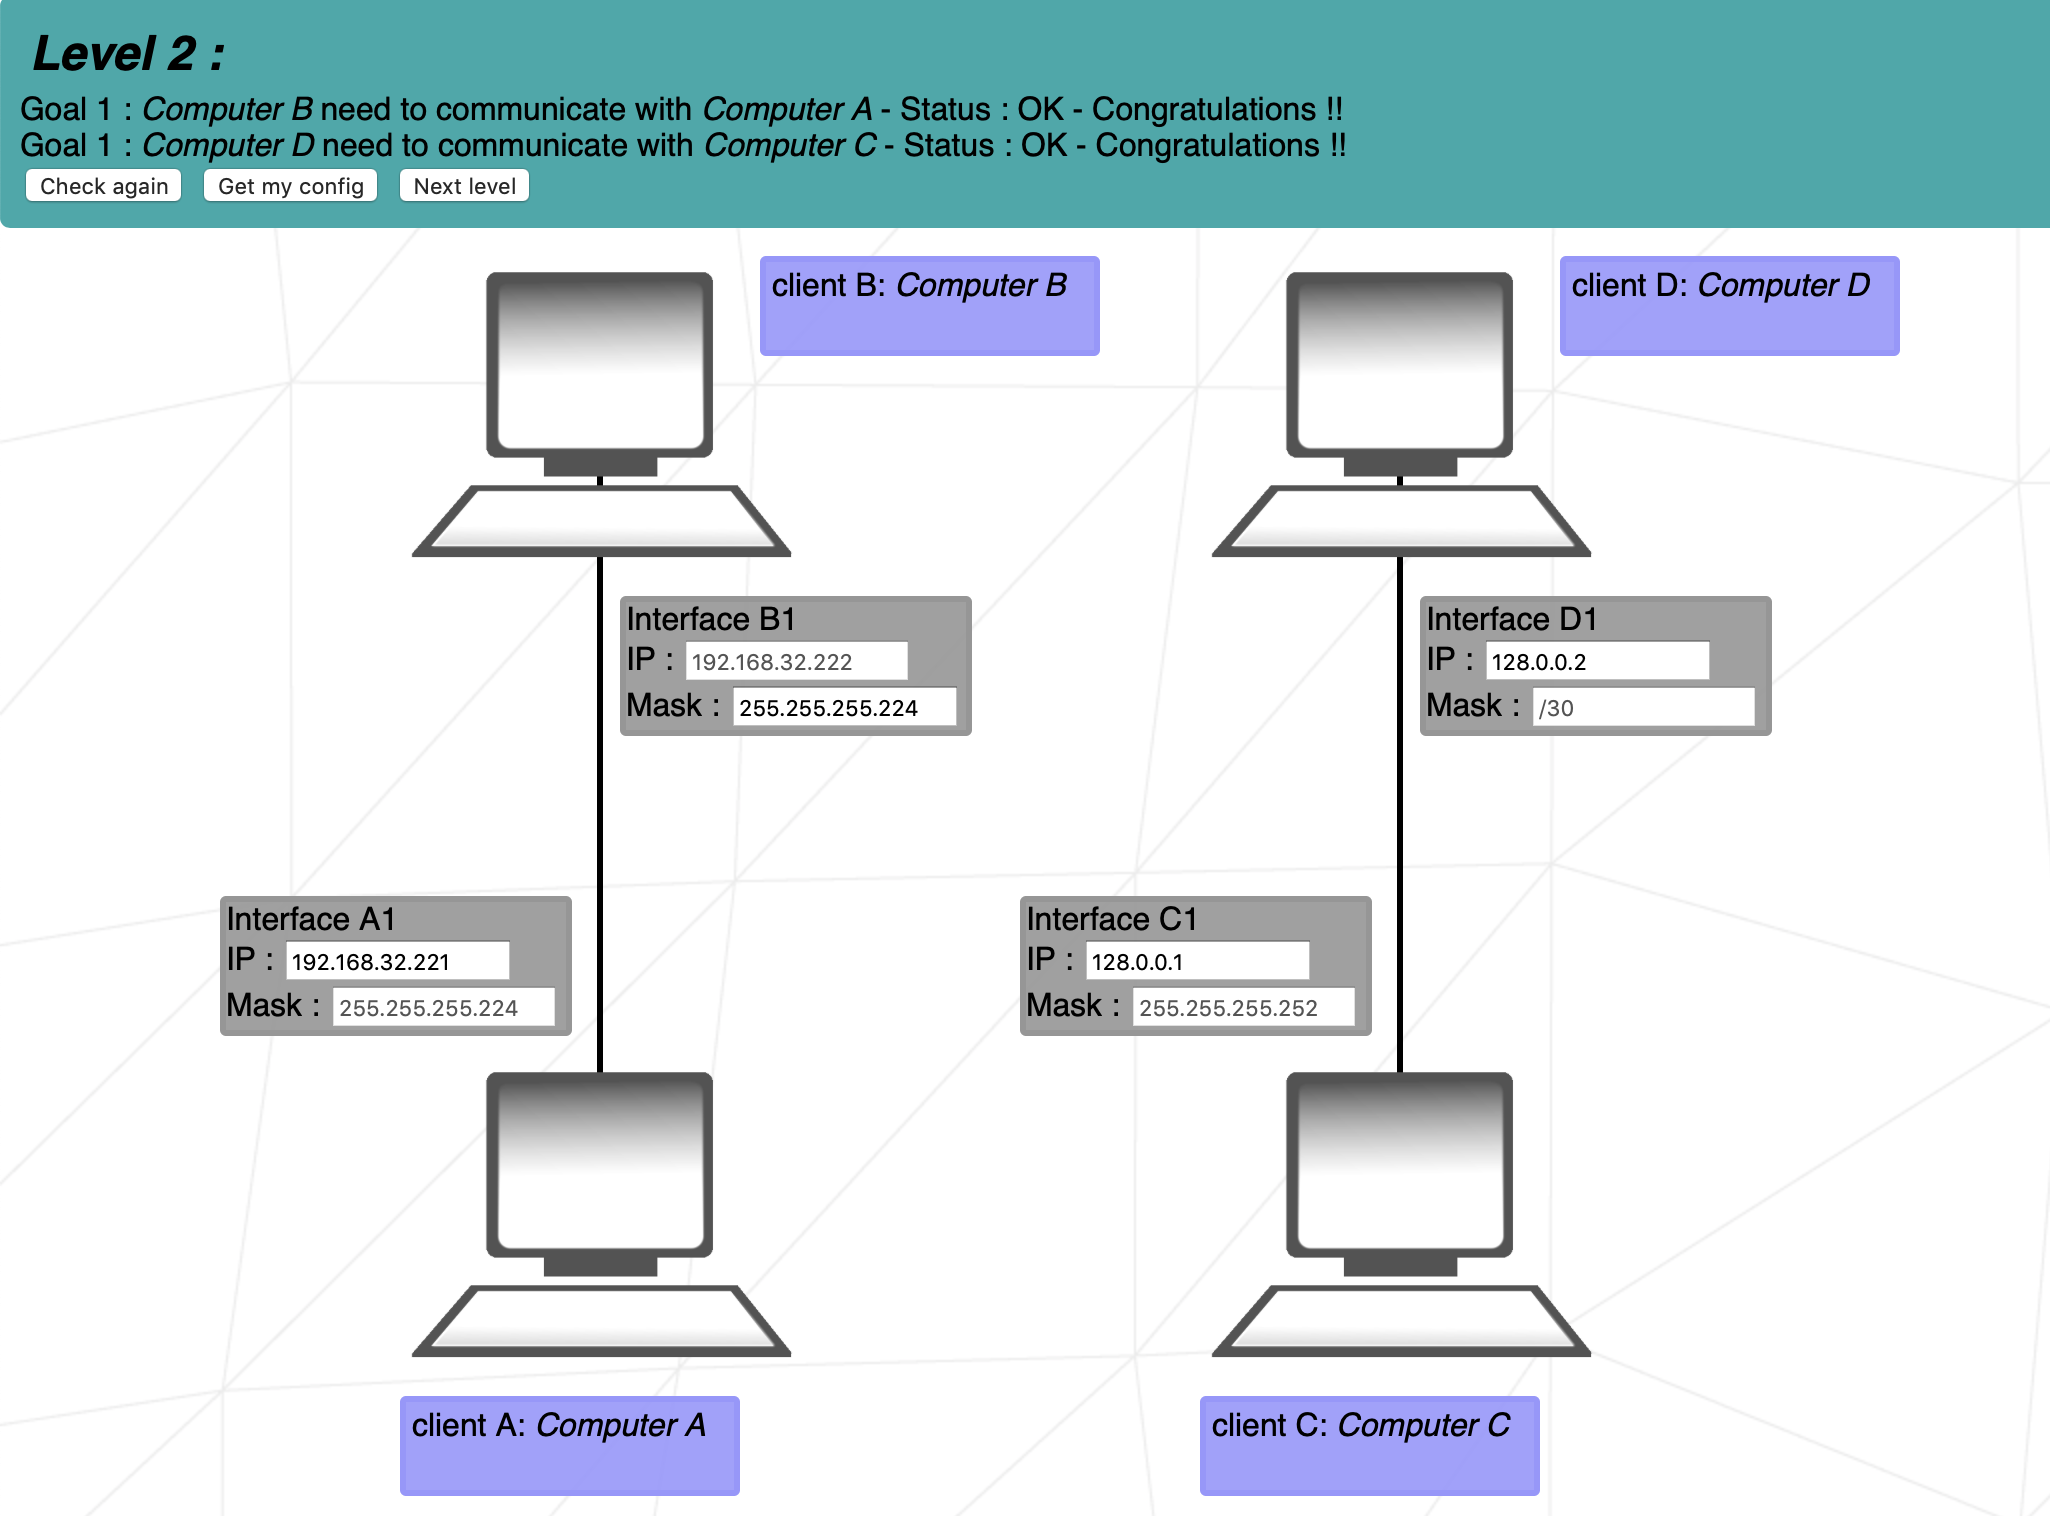 Level 2 :
Goal 1 : Computer B need to communicate with Computer A - Status : OK - Congratulations !!
Goal 1 : Computer D need to communicate with Computer C - Status : OK - Congratulations !!
Check again Get my config Next level
client B: Computer B
client D: Computer D
Interface B1
IP : 192.168.32.222
Mask : 255.255.255.224
Interface D1
IP : 128.0.0.2
Mask : /30
Interface A1
IP : 192.168.32.221
Mask : 255.255.255.224
Interface C1
IP : 128.0.0.1
Mask : 255.255.255.252
client A: Computer A
client C: Computer C